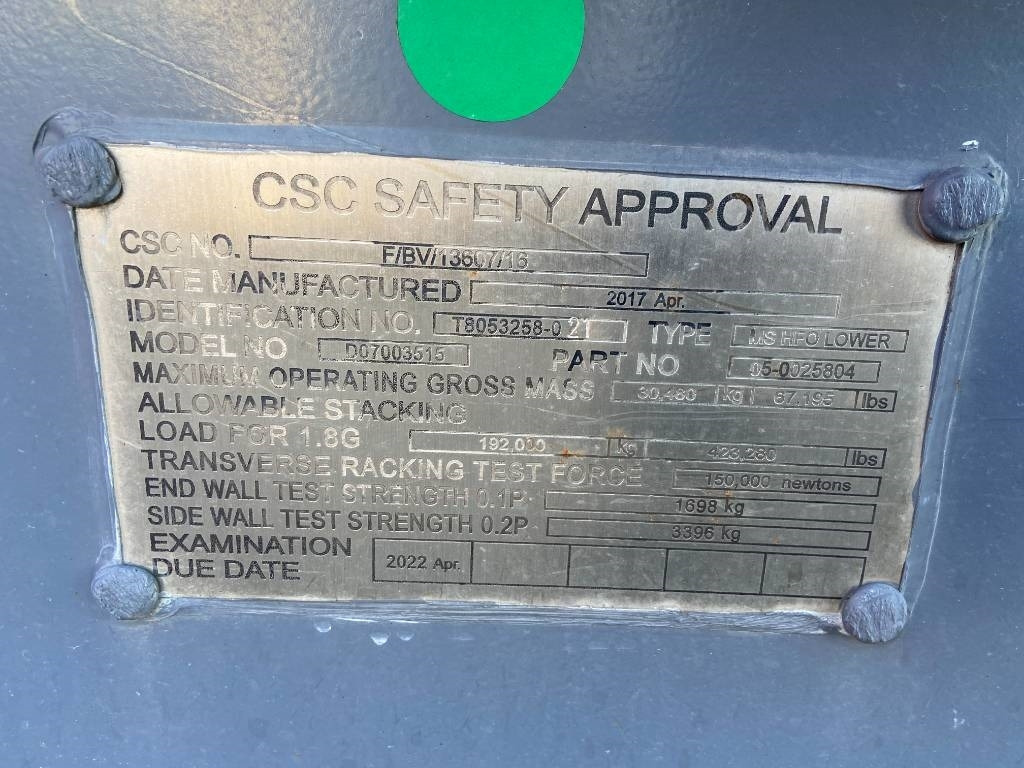 CSC SAFETY APPROVAL
CSC NO. F/BV/13607/16
DATE MANUFACTURED 2017 Apr.
IDENTIFICATION NO. T8053258-0 21 TYPE MS HFO LOWER
MODEL NO D07003515 PART NO 05-0025804
MAXIMUM OPERATING GROSS MASS 30,480 kg 67,195 lbs
ALLOWABLE STACKING
LOAD FOR 1.8G 192,000 kg 423,280 lbs
TRANSVERSE RACKING TEST FORCE 150,000 newtons
END WALL TEST STRENGTH 0.1P 1698 kg
SIDE WALL TEST STRENGTH 0.2P 3396 kg
EXAMINATION
DUE DATE 2022 Apr.